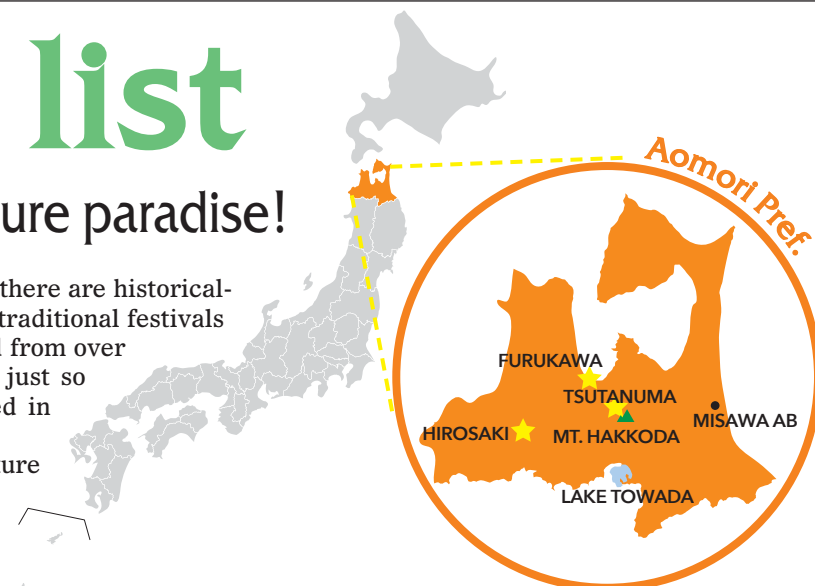 list
ure paradise!
there are historical-
traditional festivals
from over
just so
ed in
ture
Aomori Pref.
FURUKAWA
TSUTANUMA
HIROSAKI
MT. HAKKODA
MISAWA AB
LAKE TOWADA